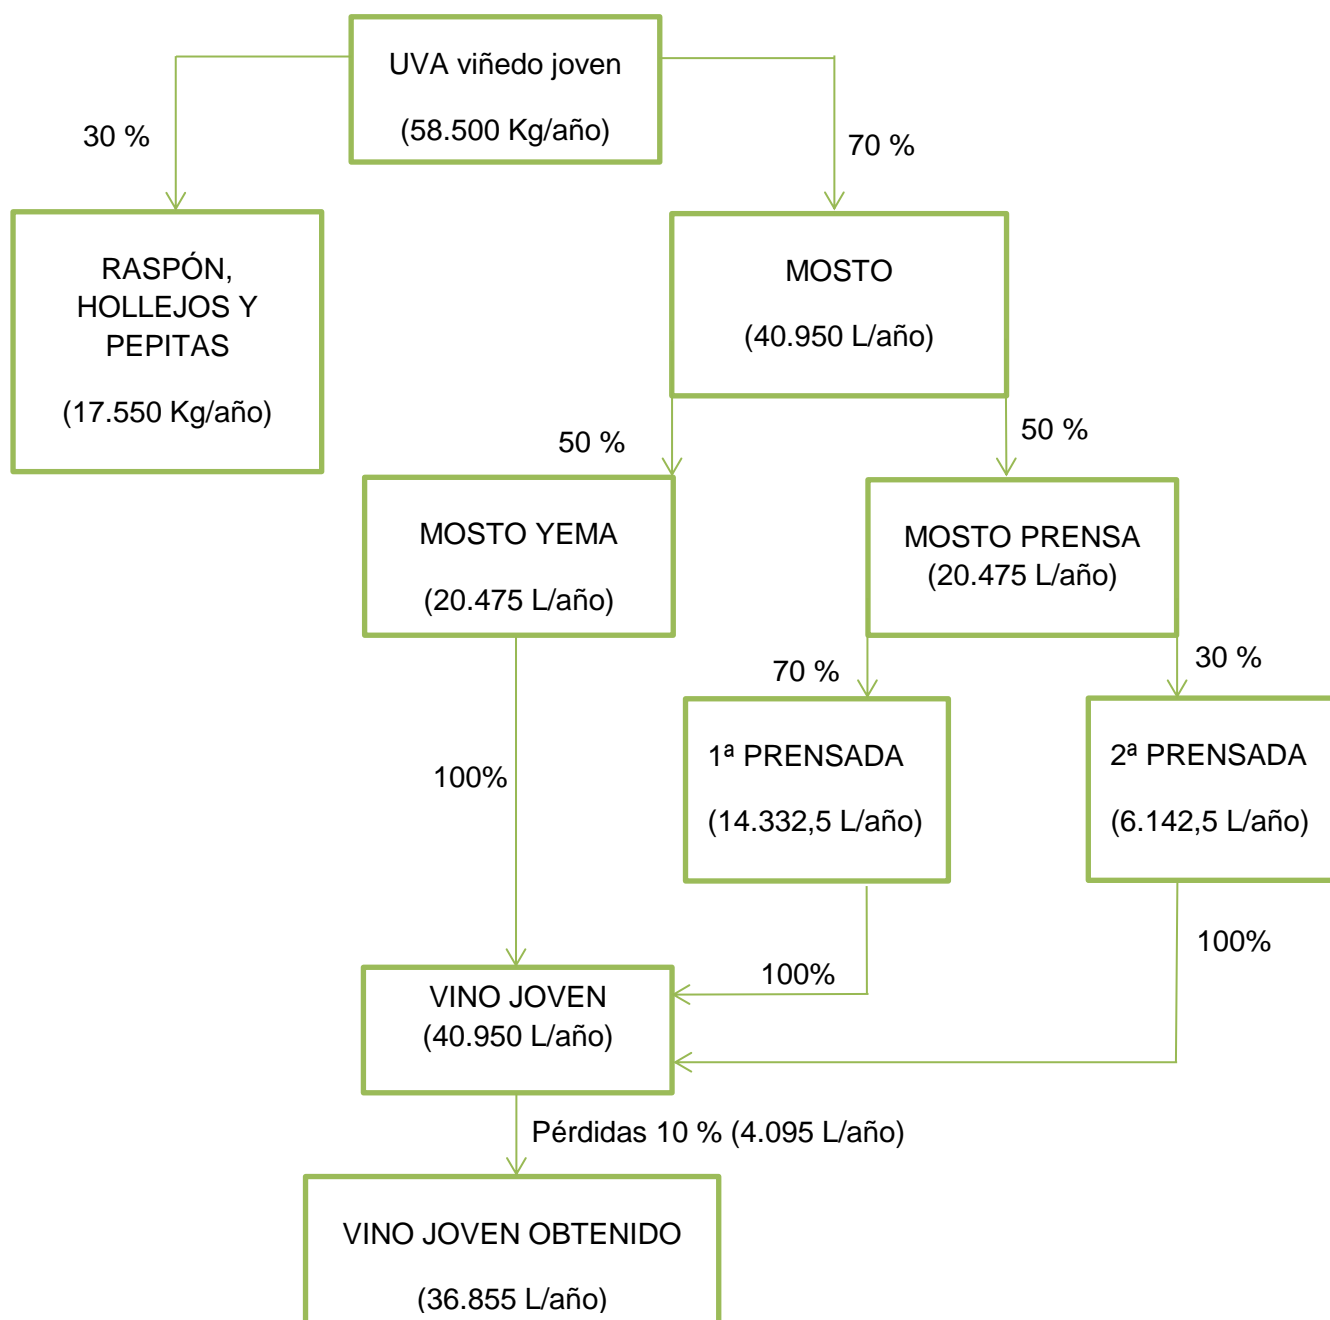 UVA viñedo joven
(58.500 Kg/año)
30 %
70 %
RASPÓN,
HOLLEJOS Y
PEPITAS
(17.550 Kg/año)
MOSTO
(40.950 L/año)
50 %
50 %
MOSTO YEMA
(20.475 L/año)
MOSTO PRENSA
(20.475 L/año)
70 %
30 %
100%
1ª PRENSADA
(14.332,5 L/año)
2ª PRENSADA
(6.142,5 L/año)
100%
100%
VINO JOVEN
(40.950 L/año)
Pérdidas 10 % (4.095 L/año)
VINO JOVEN OBTENIDO
(36.855 L/año)